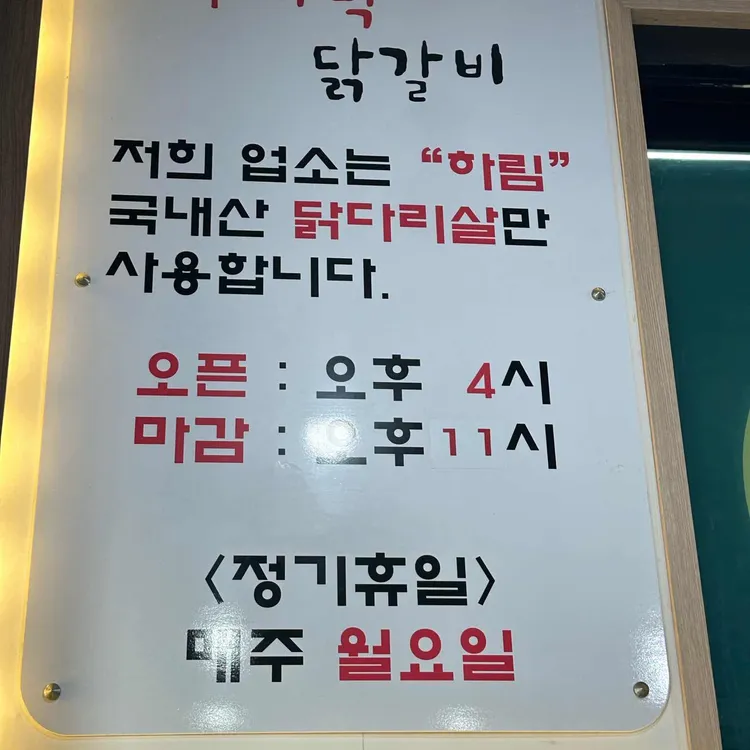 닭갈비
저희 업소는 “하림”
국내산 닭다리살만
사용합니다.
오픈 : 오후 4시
마감 : 오후 11시
〈정기휴일〉
매주 월요일